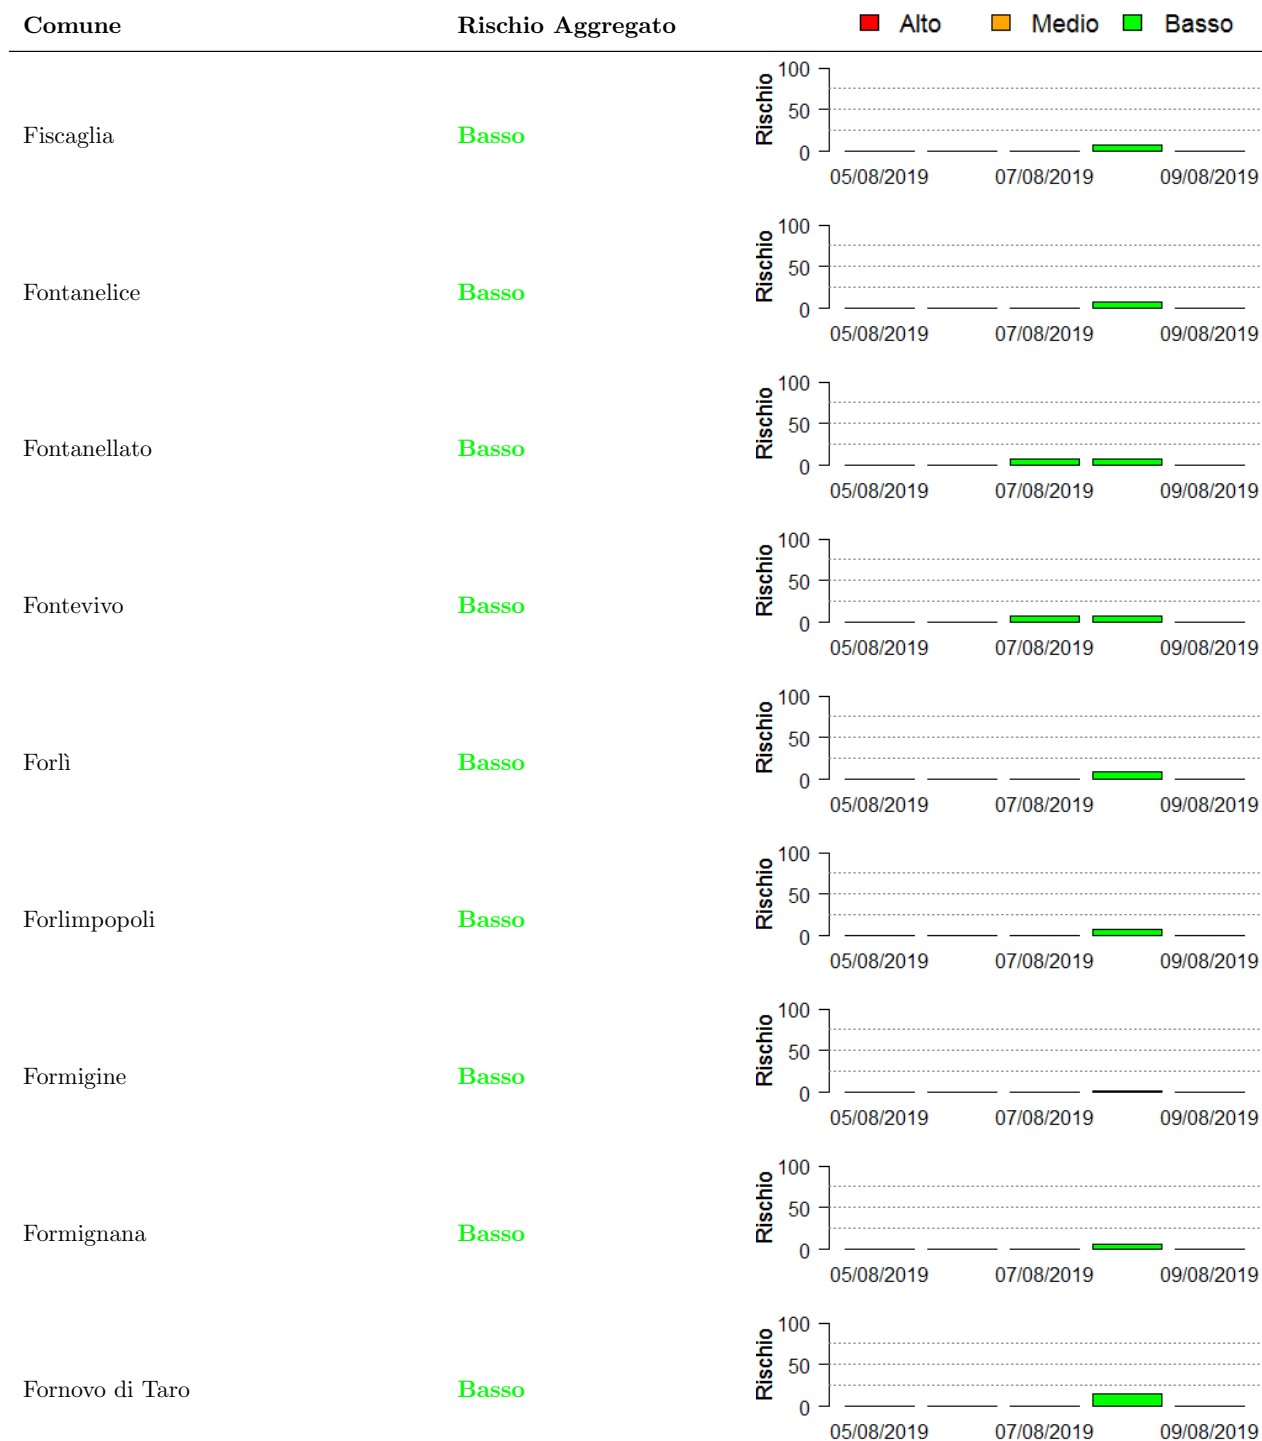 Comune Rischio Aggregato Alto Medio Basso
100
50
0
Rischio
Fiscaglia Basso
05/08/2019 07/08/2019 09/08/2019
100
50
0
Rischio
Fontanelice Basso
05/08/2019 07/08/2019 09/08/2019
100
50
0
Rischio
Fontanellato Basso
05/08/2019 07/08/2019 09/08/2019
100
50
0
Rischio
Fontevivo Basso
05/08/2019 07/08/2019 09/08/2019
100
50
0
Rischio
Forlì Basso
05/08/2019 07/08/2019 09/08/2019
100
50
0
Rischio
Forlimpopoli Basso
05/08/2019 07/08/2019 09/08/2019
100
50
0
Rischio
Formigine Basso
05/08/2019 07/08/2019 09/08/2019
100
50
0
Rischio
Formignana Basso
05/08/2019 07/08/2019 09/08/2019
100
50
0
Rischio
Fornovo di Taro Basso
05/08/2019 07/08/2019 09/08/2019